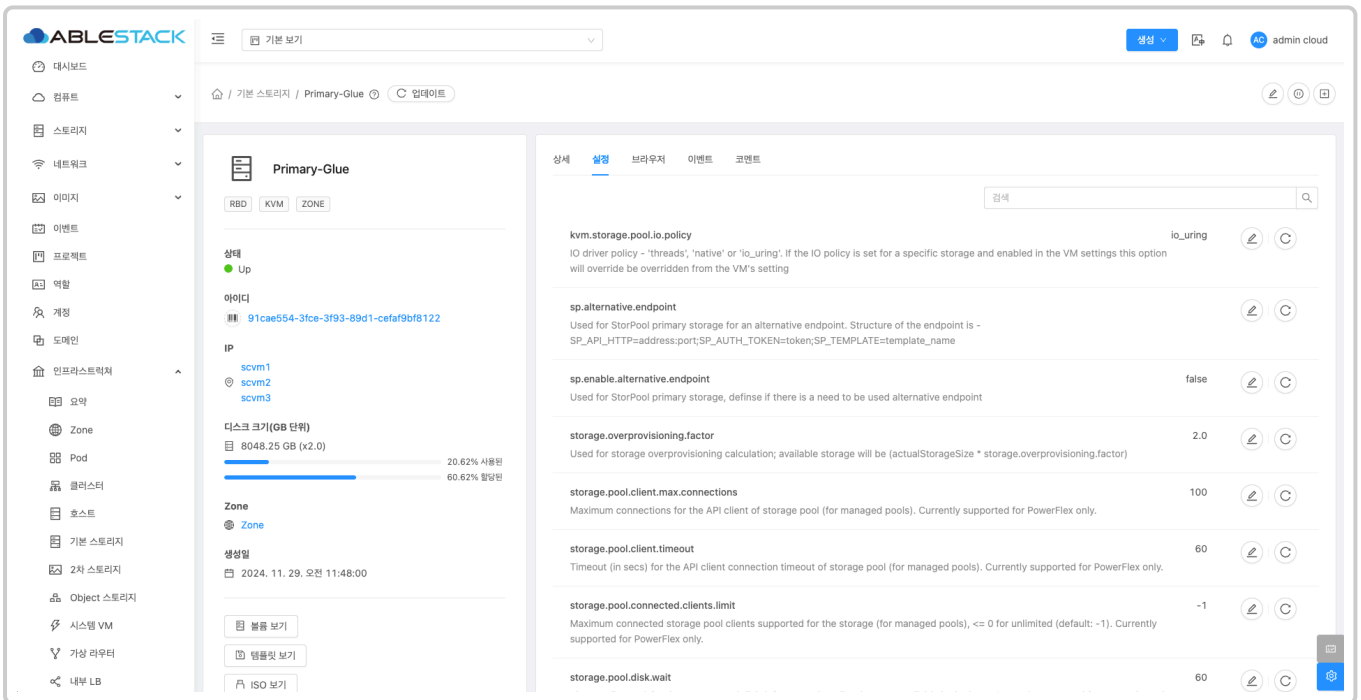 ABLESTACK
기본 보기
생성
AC
admin cloud
대시보드
컴퓨트
스토리지
네트워크
이미지
이벤트
프로젝트
역할
계정
도메인
인프라스트럭쳐
요약
Zone
Pod
클러스터
호스트
기본 스토리지
2차 스토리지
Object 스토리지
시스템 VM
가상 라우터
내부 LB
/ 기본 스토리지 / Primary-Glue
업데이트
Primary-Glue
RBD KVM ZONE
상태
Up
아이디
91cae554-3fce-3f93-89d1-cefaf9bf8122
IP
scvm1
scvm2
scvm3
디스크 크기(GB 단위)
8048.25 GB (x2.0)
20.62% 사용된
60.62% 할당된
Zone
Zone
생성일
2024. 11. 29. 오전 11:48:00
볼륨 보기
템플릿 보기
ISO 보기
상세 설정 브라우저 이벤트 코멘트
검색
kvm.storage.pool.io.policy io_uring
IO driver policy - 'threads', 'native' or 'io_uring'. If the IO policy is set for a specific storage and enabled in the VM settings this option
will override be overridden from the VM's setting
sp.alternative.endpoint
Used for StorPool primary storage for an alternative endpoint. Structure of the endpoint is -
SP_API_HTTP=address:port;SP_AUTH_TOKEN=token;SP_TEMPLATE=template_name
sp.enable.alternative.endpoint false
Used for StorPool primary storage, definse if there is a need to be used alternative endpoint
storage.overprovisioning.factor 2.0
Used for storage overprovisioning calculation; available storage will be (actualStorageSize * storage.overprovisioning.factor)
storage.pool.client.max.connections 100
Maximum connections for the API client of storage pool (for managed pools). Currently supported for PowerFlex only.
storage.pool.client.timeout 60
Timeout (in secs) for the API client connection timeout of storage pool (for managed pools). Currently supported for PowerFlex only.
storage.pool.connected.clients.limit -1
Maximum connected storage pool clients supported for the storage (for managed pools), <= 0 for unlimited (default: -1). Currently
supported for PowerFlex only.
storage.pool.disk.wait 60